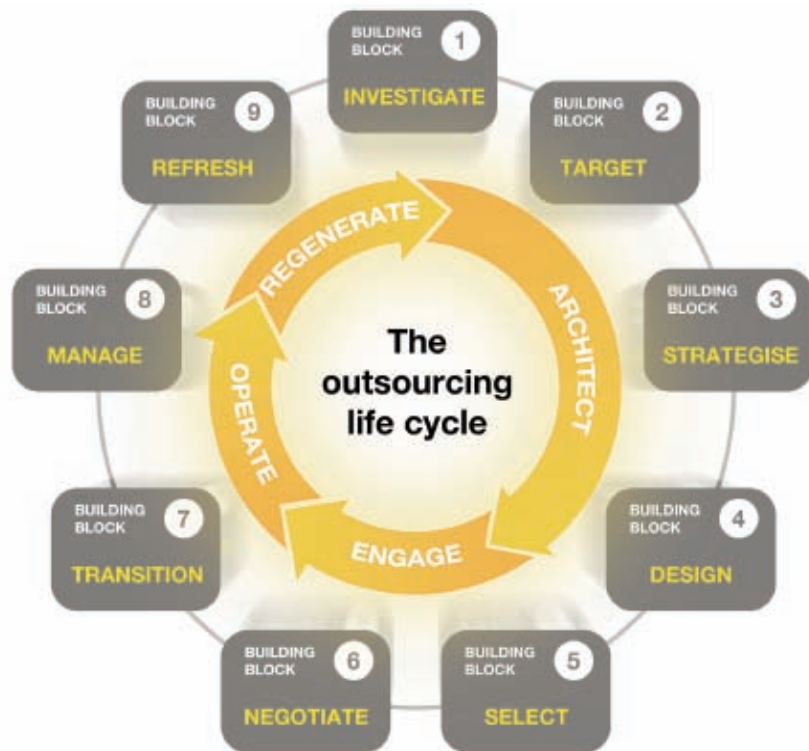 BUILDING
BLOCK
1
INVESTIGATE
BUILDING
BLOCK
2
TARGET
BUILDING
BLOCK
3
STRATEGISE
BUILDING
BLOCK
4
DESIGN
BUILDING
BLOCK
5
SELECT
BUILDING
BLOCK
6
NEGOTIATE
BUILDING
BLOCK
7
TRANSITION
BUILDING
BLOCK
8
MANAGE
BUILDING
BLOCK
9
REFRESH
ARCHITECT
ENGAGE
OPERATE
REGENERATE
The
outsourcing
life cycle